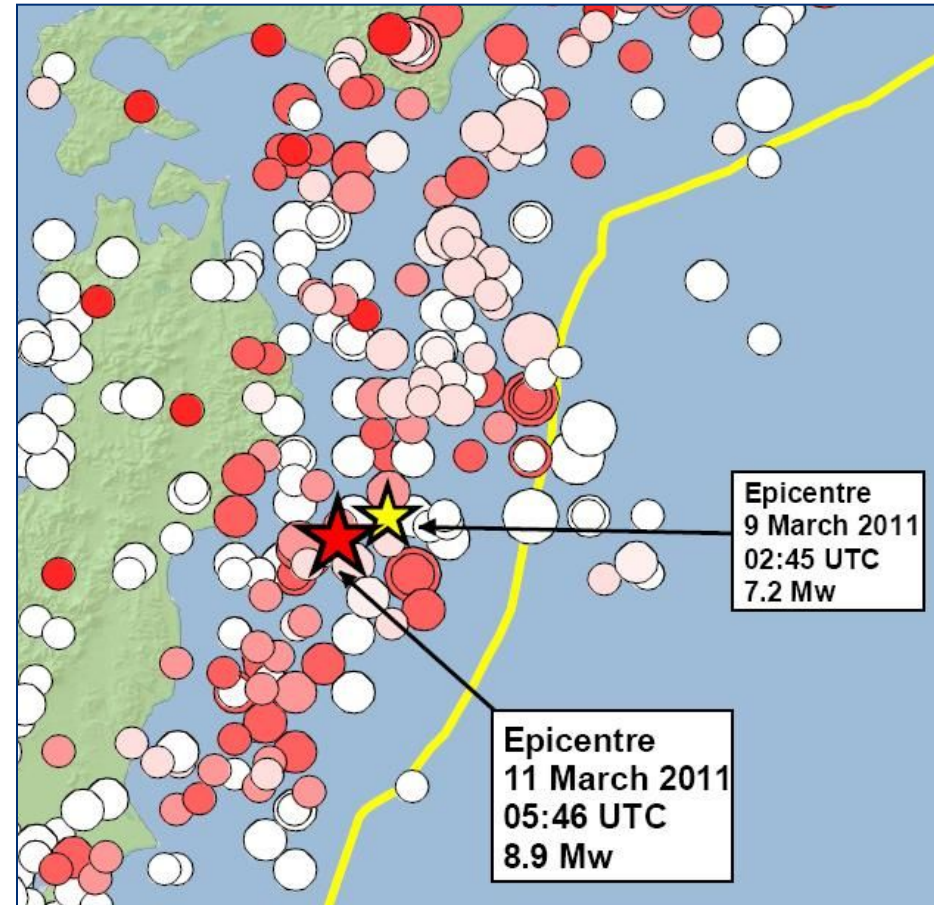 Epicentre
9 March 2011
02:45 UTC
7.2 Mw
Epicentre
11 March 2011
05:46 UTC
8.9 Mw